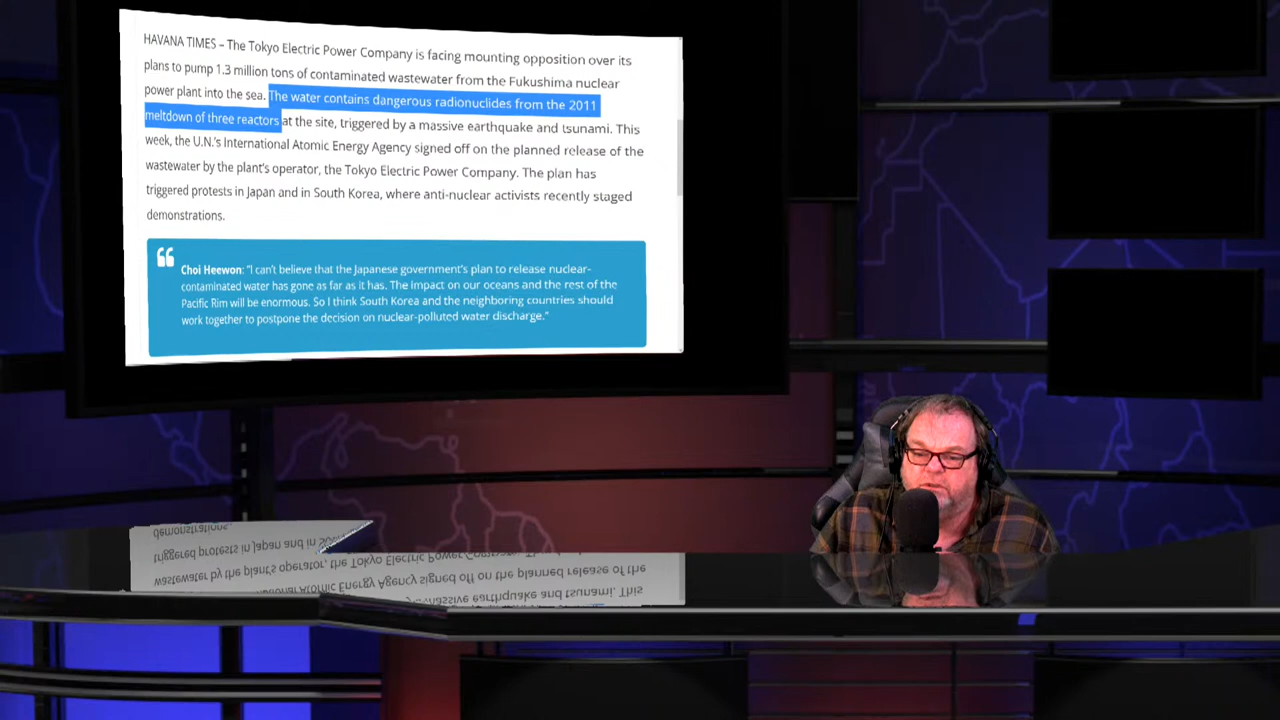 HAVANA TIMES – The Tokyo Electric Power Company is facing mounting opposition over its
plans to pump 1.3 million tons of contaminated wastewater from the Fukushima nuclear
power plant into the sea. The water contains dangerous radionuclides from the 2011
meltdown of three reactors at the site, triggered by a massive earthquake and tsunami. This
week, the U.N.'s International Atomic Energy Agency signed off on the planned release of the
wastewater by the plant's operator, the Tokyo Electric Power Company. The plan has
triggered protests in Japan and in South Korea, where anti-nuclear activists recently staged
demonstrations.
Choi Heewon: "I can't believe that the Japanese government's plan to release nuclear-
contaminated water has gone as far as it has. The impact on our oceans and the rest of the
Pacific Rim will be enormous. So I think South Korea and the neighboring countries should
work together to postpone the decision on nuclear-polluted water discharge."